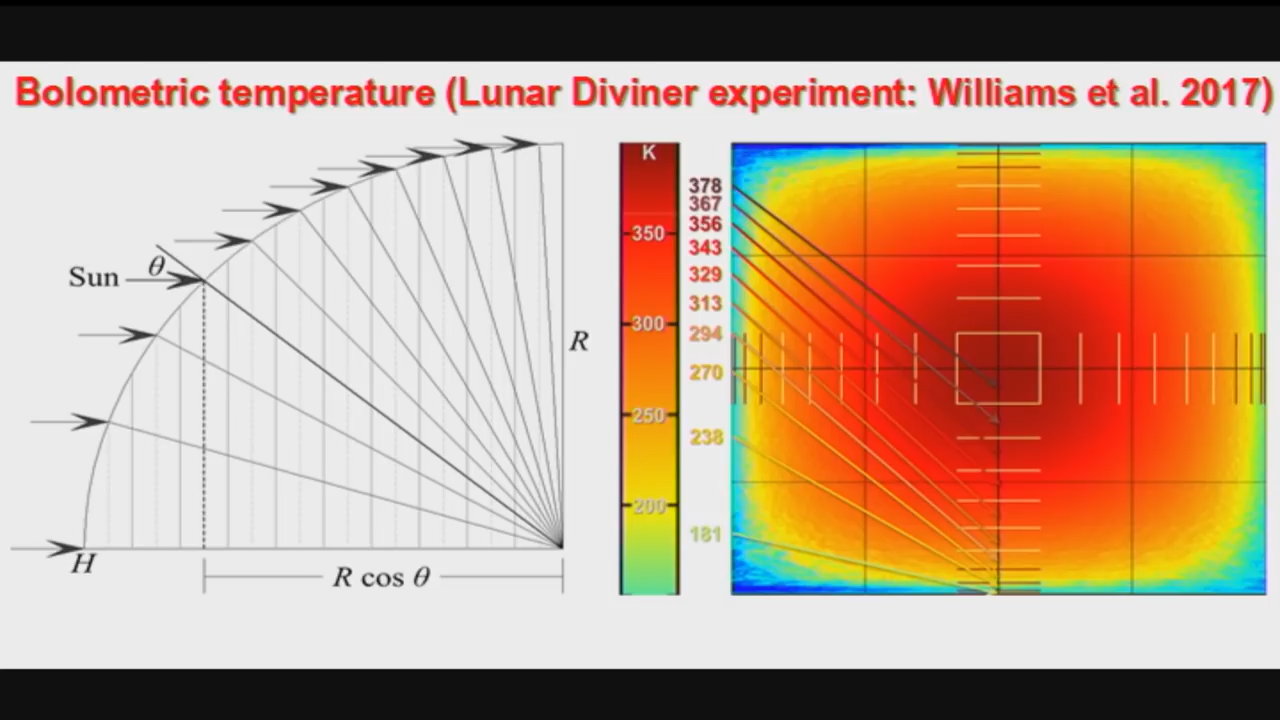 Bolometric temperature (Lunar Diviner experiment: Williams et al. 2017)
Sun
θ
H
R
R cos θ
K
350
300
250
200
378
367
356
343
329
313
294
270
238
181